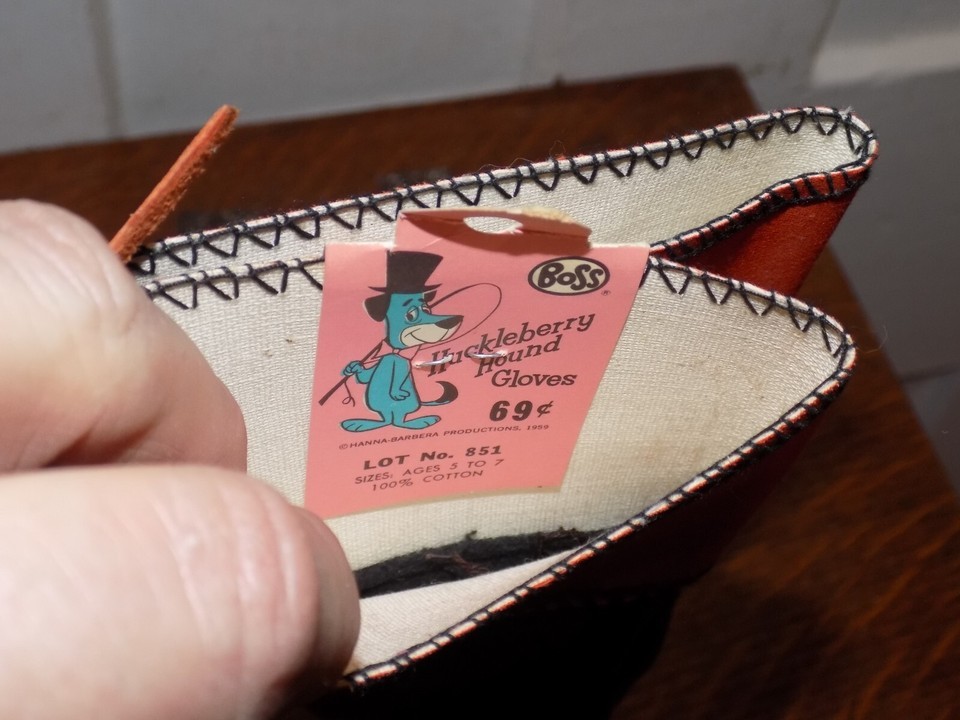 BOSS®
Huckleberry
Hound
Gloves
69¢
©HANNA-BARBERA PRODUCTIONS, 1959
LOT No. 851
SIZES: AGES 5 TO 7
100% COTTON